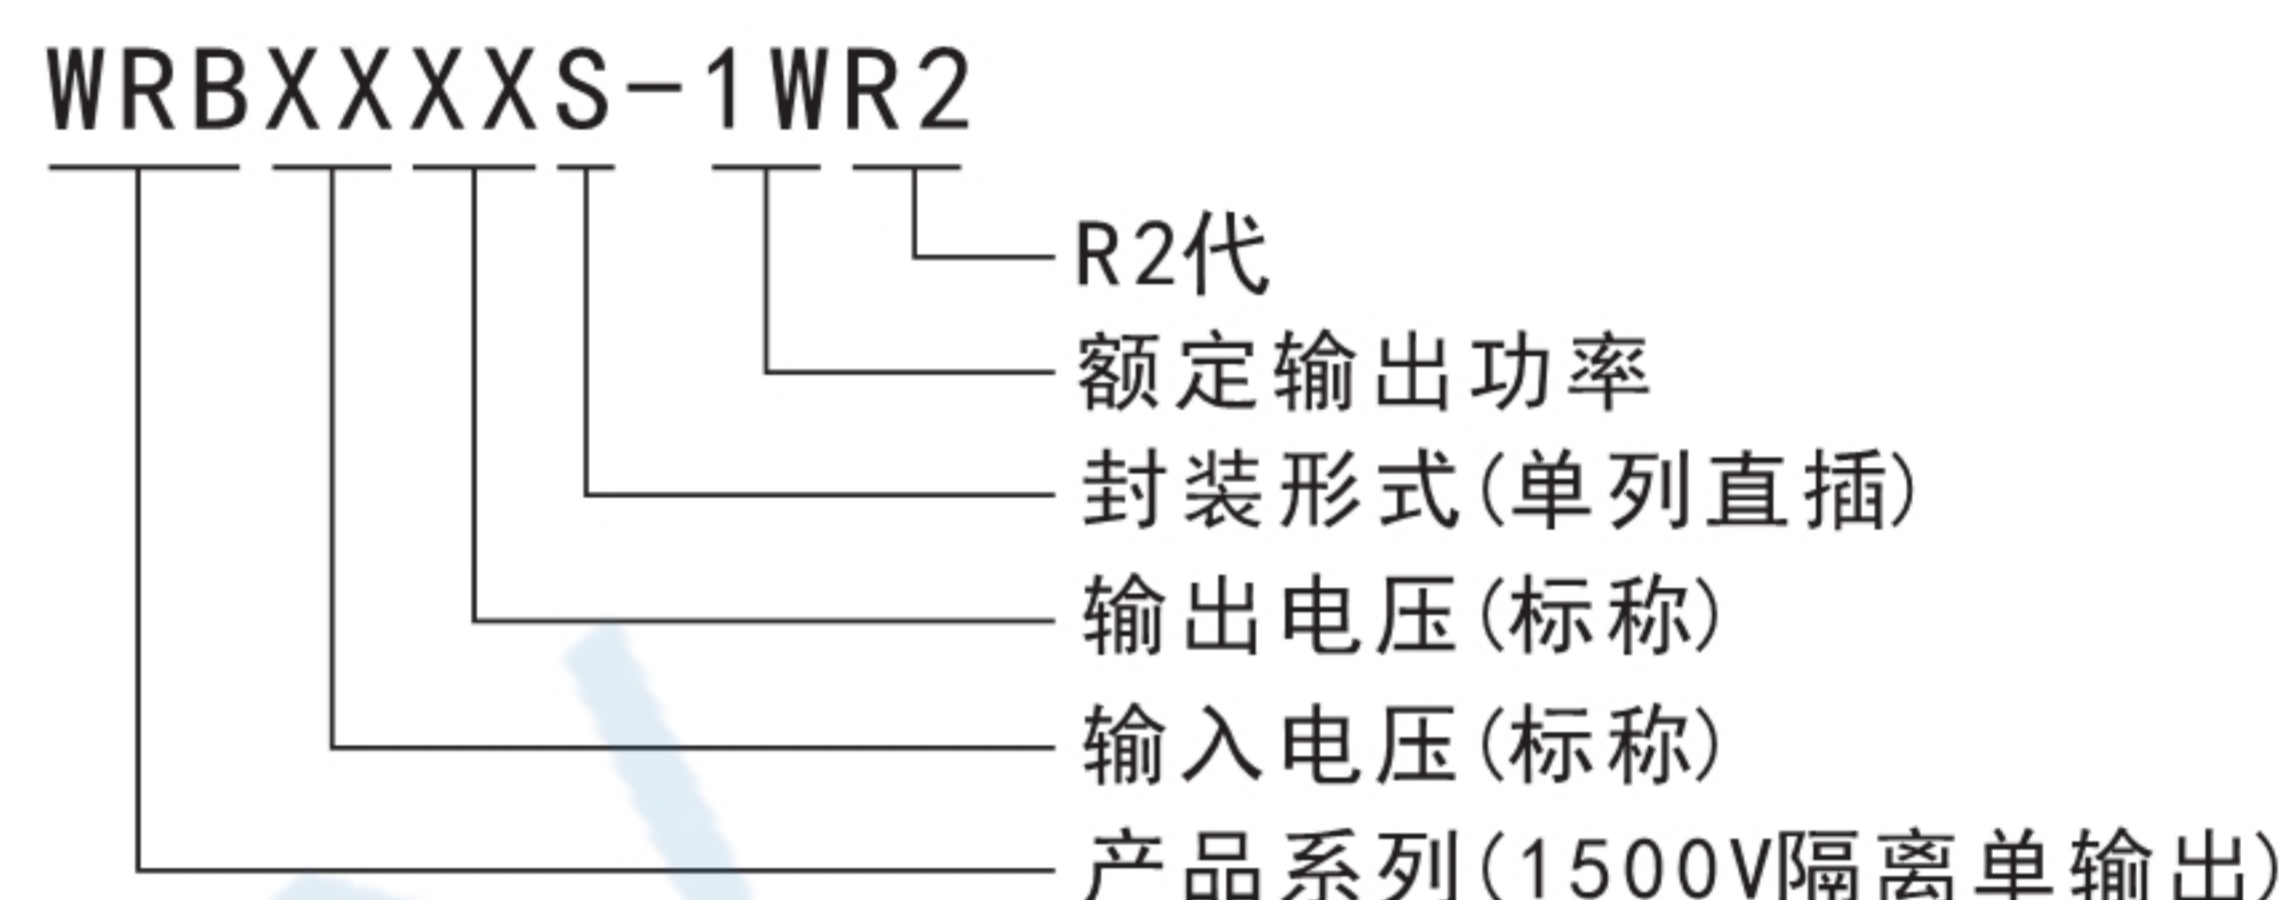 WRBXXXXS-1WR2
R2代
额定输出功率
封装形式(单列直插)
输出电压(标称)
输入电压(标称)
产品系列(1500V隔离单输出)